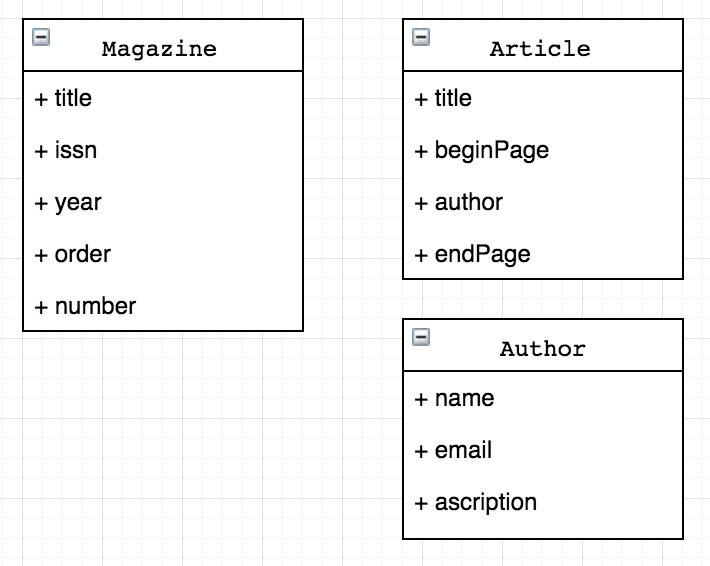 Magazine
+ title
+ issn
+ year
+ order
+ number
Article
+ title
+ beginPage
+ author
+ endPage
Author
+ name
+ email
+ ascription